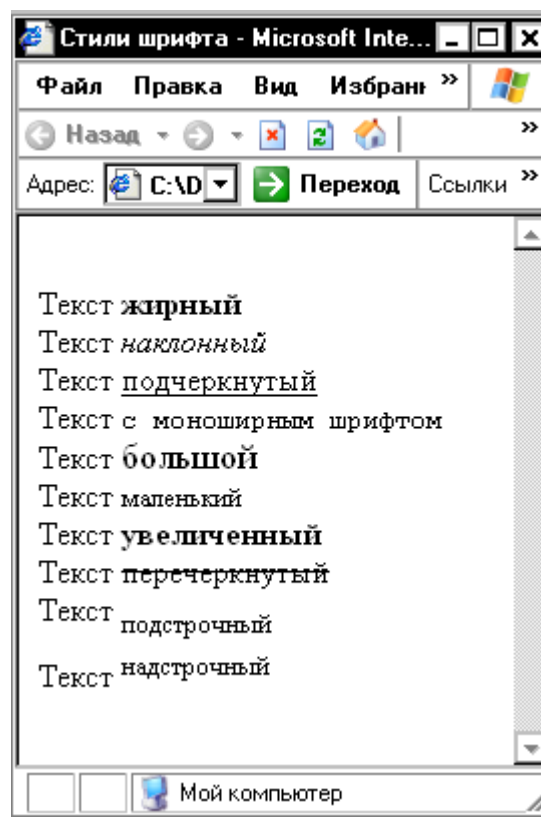 Стили шрифта - Microsoft Inte...
Файл Правка Вид Избранн »
Назад »
Адрес: C:\D Переход Ссылки »
Текст жирный
Текст наклонный
Текст подчеркнутый
Текст с моноширным шрифтом
Текст большой
Текст маленький
Текст увеличенный
Текст перечеркнутый
Текст подстрочный
Текст надстрочный
Мой компьютер